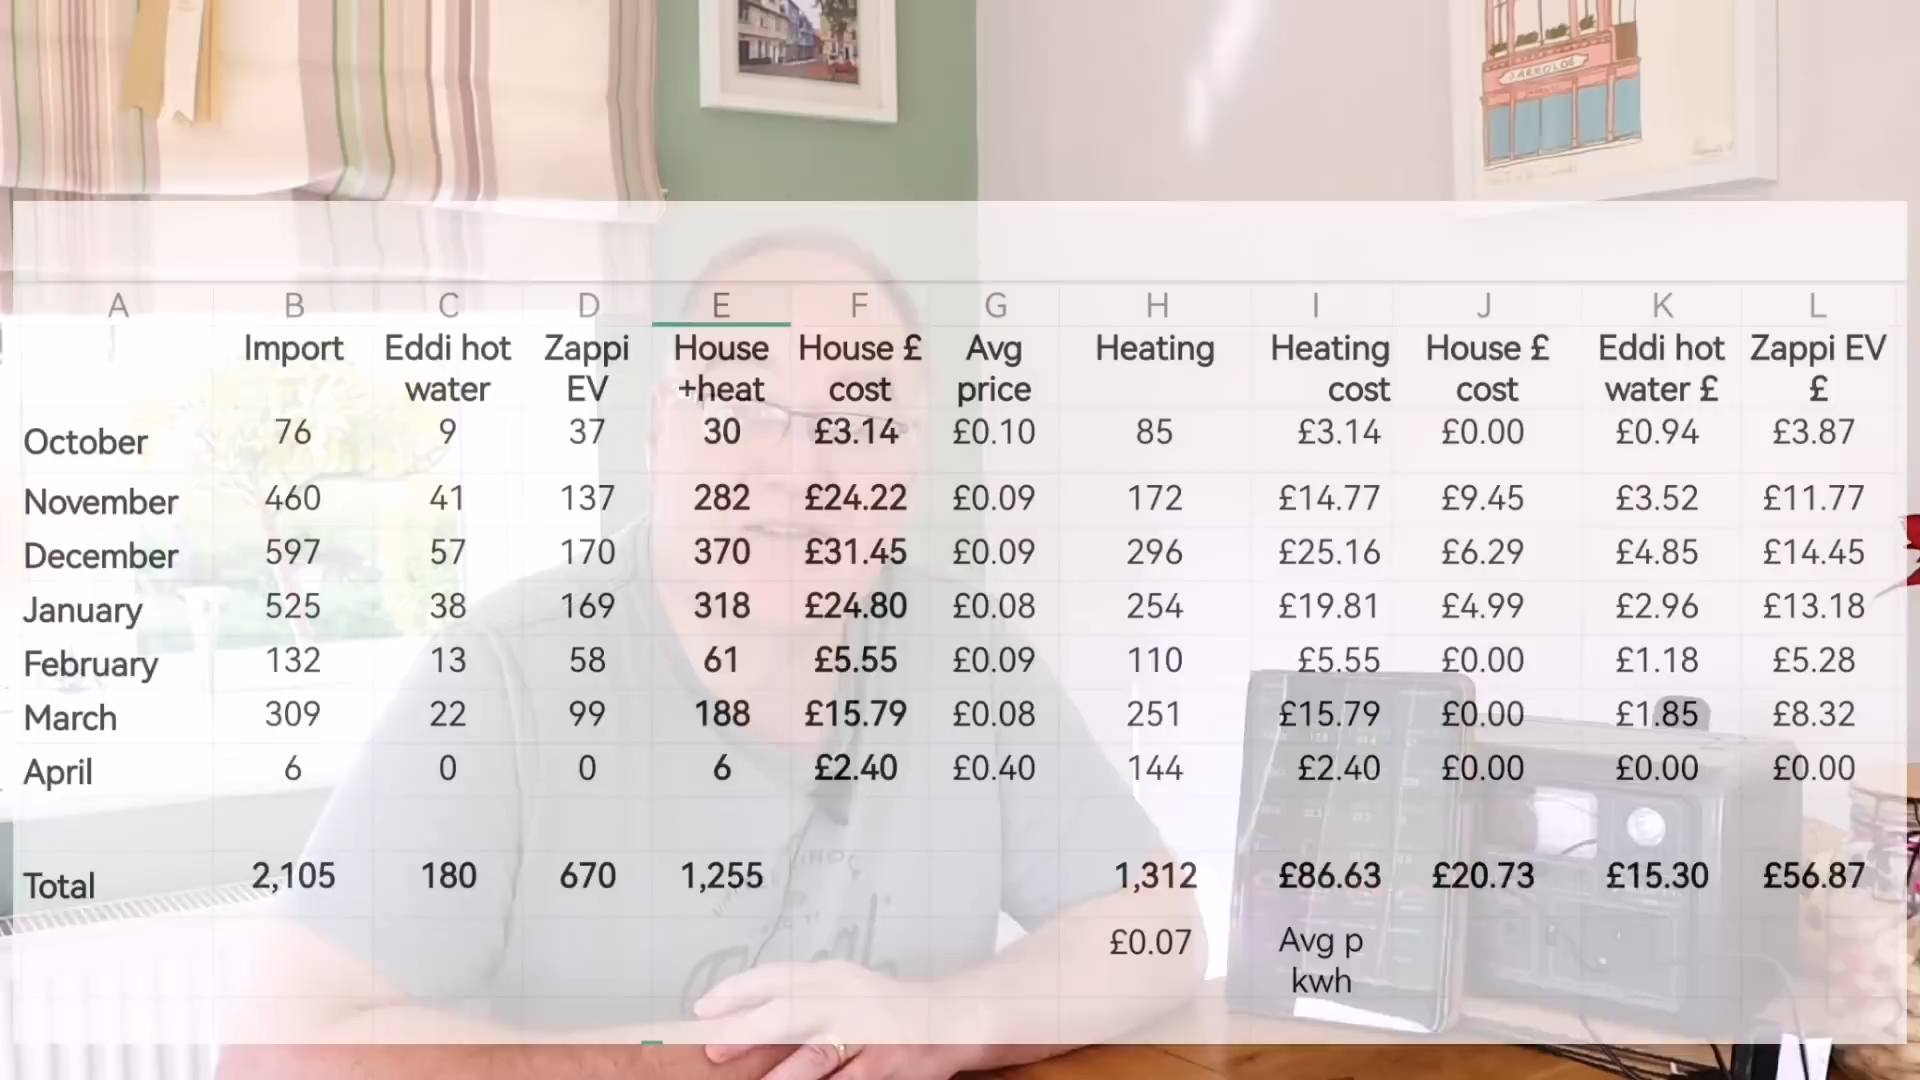 JARROLDS
A B C D E F G H I J K L
Import Eddi hot water Zappi EV House +heat House £ cost Avg price Heating Heating cost House £ cost Eddi hot water £ Zappi EV £
October 76 9 37 30 £3.14 £0.10 85 £3.14 £0.00 £0.94 £3.87
November 460 41 137 282 £24.22 £0.09 172 £14.77 £9.45 £3.52 £11.77
December 597 57 170 370 £31.45 £0.09 296 £25.16 £6.29 £4.85 £14.45
January 525 38 169 318 £24.80 £0.08 254 £19.81 £4.99 £2.96 £13.18
February 132 13 58 61 £5.55 £0.09 110 £5.55 £0.00 £1.18 £5.28
March 309 22 99 188 £15.79 £0.08 251 £15.79 £0.00 £1.85 £8.32
April 6 0 0 6 £2.40 £0.40 144 £2.40 £0.00 £0.00 £0.00
Total 2,105 180 670 1,255 1,312 £86.63 £20.73 £15.30 £56.87
£0.07 Avg p kwh